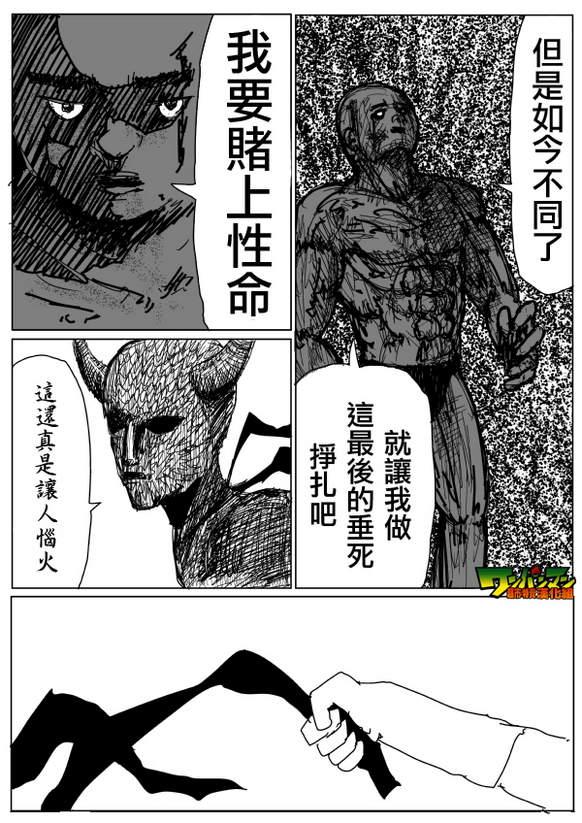 但是如今不同了
就讓我做
這最後的垂死
掙扎吧
我要賭上性命
這還真是讓人惱火
ワンパンマン